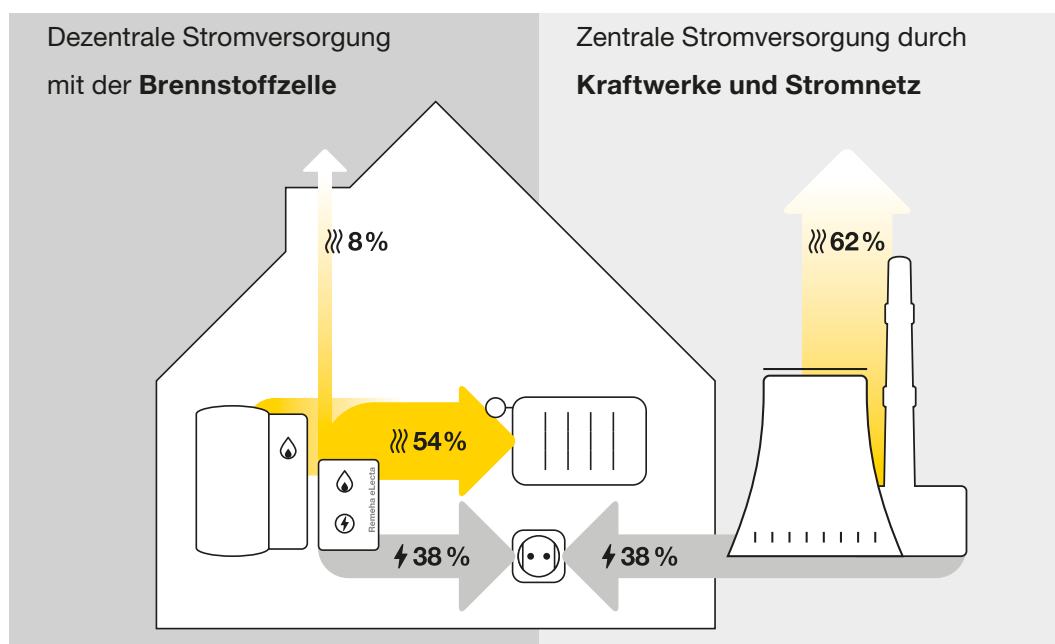 Dezentrale Stromversorgung
mit der Brennstoffzelle
Zentrale Stromversorgung durch
Kraftwerke und Stromnetz
8 %
62 %
54 %
Remeha eLecta
38 %
38 %